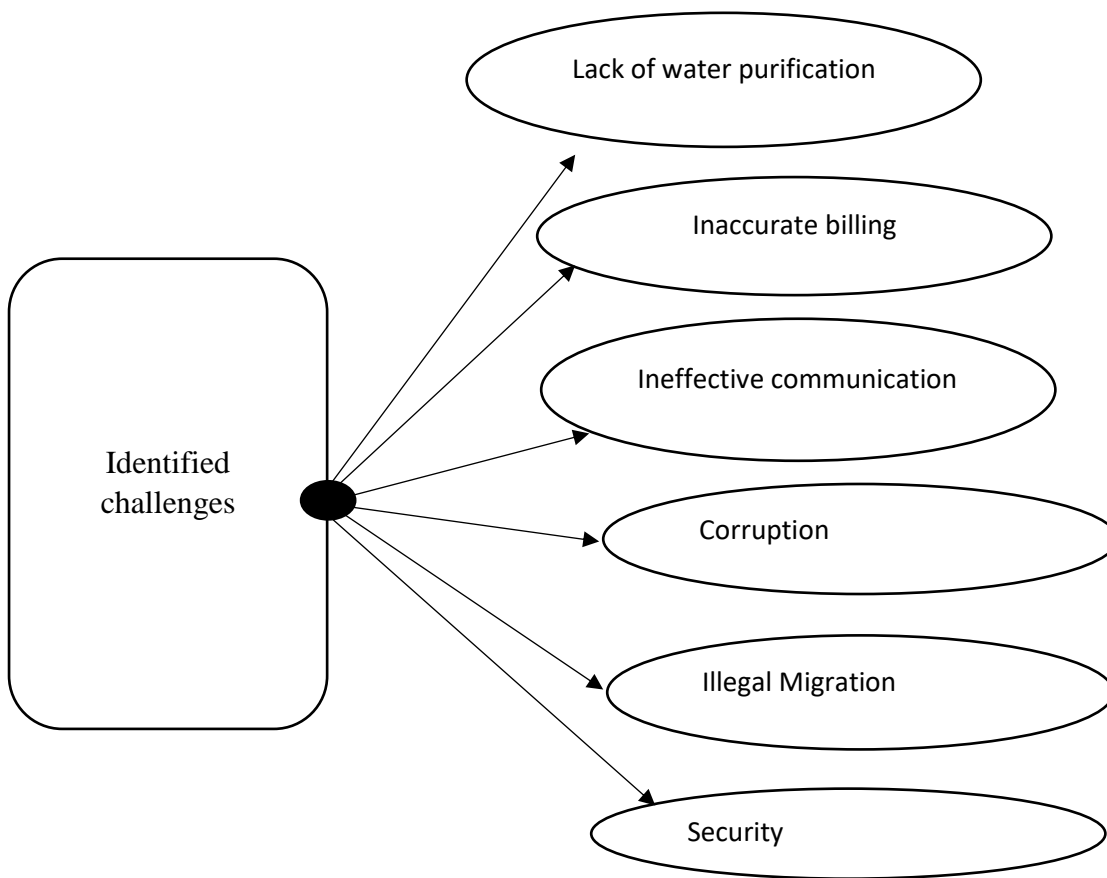 Lack of water purification
Inaccurate billing
Ineffective communication
Identified
challenges
Corruption
Illegal Migration
Security